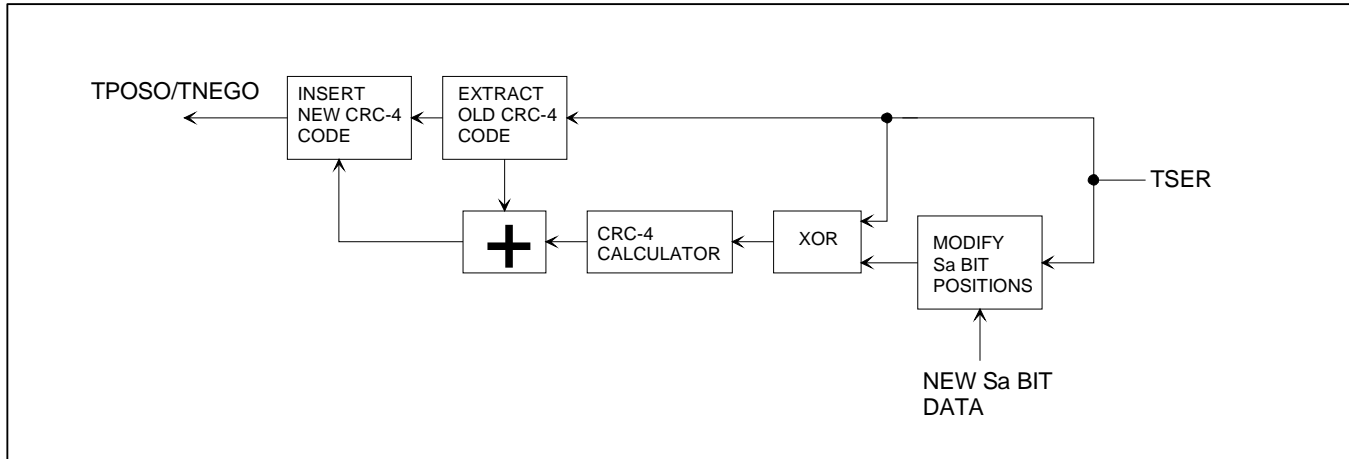 TPOSO/TNEGO
INSERT
NEW CRC-4
CODE
EXTRACT
OLD CRC-4
CODE
TSER
+
CRC-4
CALCULATOR
XOR
MODIFY
Sa BIT
POSITIONS
NEW Sa BIT
DATA